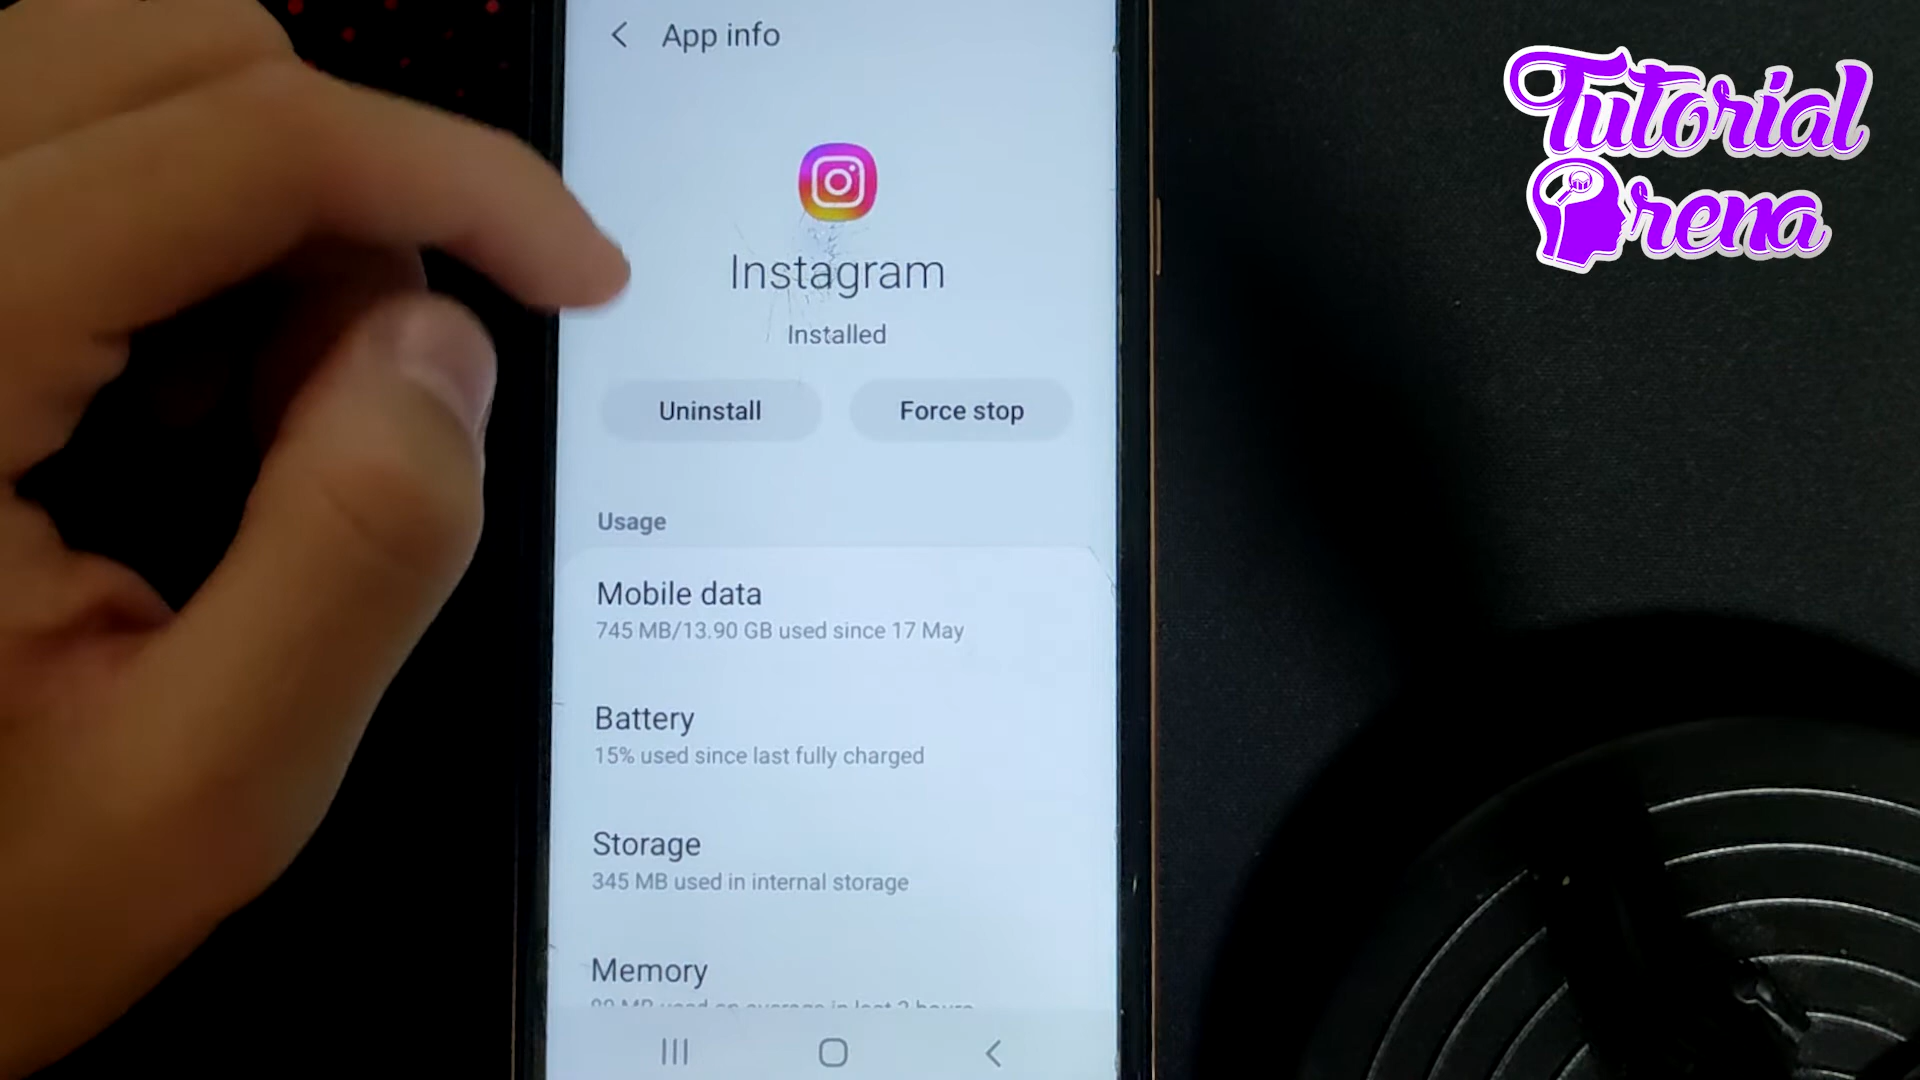 App info
Tutorial
Arena
Instagram
Installed
Uninstall
Force stop
Usage
Mobile data
745 MB/13.90 GB used since 17 May
Battery
15% used since last fully charged
Storage
345 MB used in internal storage
Memory